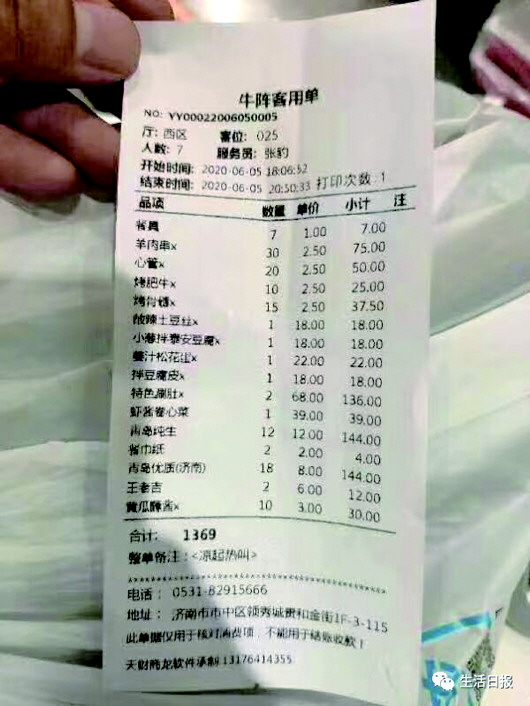 牛阵客用单
NO: YY00022006050005
厅: 西区 客位: 025
人数: 7 服务员: 张豹
开始时间: 2020-06-05 18:06:52
结束时间: 2020-06-05 20:50:33 打印次数:1
品项 数量 单价 小计 注
餐具 7 1.00 7.00
羊肉串x 30 2.50 75.00
心管x 20 2.50 50.00
烤肥牛x 10 2.50 25.00
烤骨髓x 15 2.50 37.50
酸辣土豆丝x 1 18.00 18.00
小葱拌泰安豆腐x 1 18.00 18.00
姜汁松花蛋x 1 22.00 22.00
拌豆腐皮x 1 18.00 18.00
特色涮肚x 2 68.00 136.00
虾酱卷心菜 1 39.00 39.00
青岛纯生 12 12.00 144.00
餐巾纸 2 2.00 4.00
青岛优质(济南) 18 8.00 144.00
王老吉 2 6.00 12.00
黄瓜蘸酱x 10 3.00 30.00
合计: 1369
整单备注:<凉起热叫>
电话: 0531-82915666
地址: 济南市市中区领秀城贵和金街1F-3-115
此单据仅用于核对消费项,不能用于结账收款!
天财商龙软件承制13176414355
生活日报